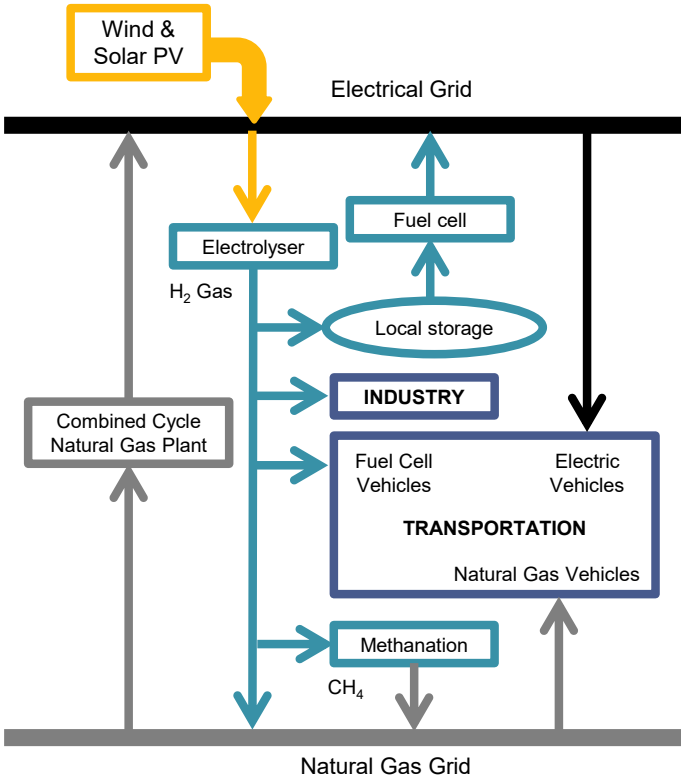 Wind &
Solar PV
Electrical Grid
Fuel cell
Electrolyser
H₂ Gas
Local storage
INDUSTRY
Combined Cycle
Natural Gas Plant
Fuel Cell
Vehicles
Electric
Vehicles
TRANSPORTATION
Natural Gas Vehicles
Methanation
CH₄
Natural Gas Grid